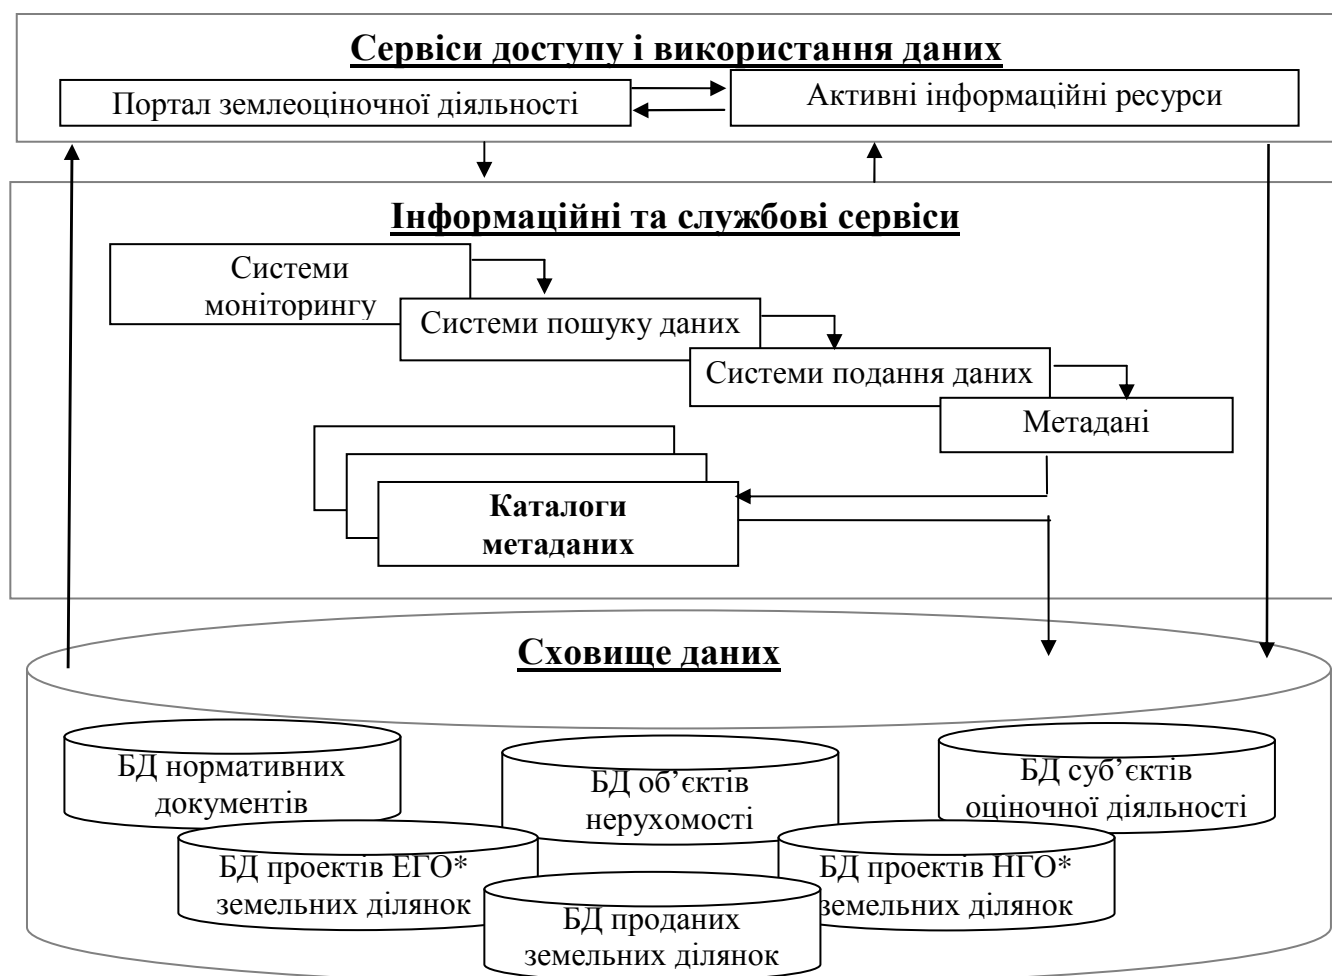 Сервіси доступу і використання даних
Портал землеоціночної діяльності
Активні інформаційні ресурси
Інформаційні та службові сервіси
Системи
моніторингу
Системи пошуку даних
Системи подання даних
Метадані
Каталоги
метаданих
Сховище даних
БД нормативних
документів
БД об’єктів
нерухомості
БД суб’єктів
оціночної діяльності
БД проектів ЕГО*
земельних ділянок
БД проданих
земельних ділянок
БД проектів НГО*
земельних ділянок